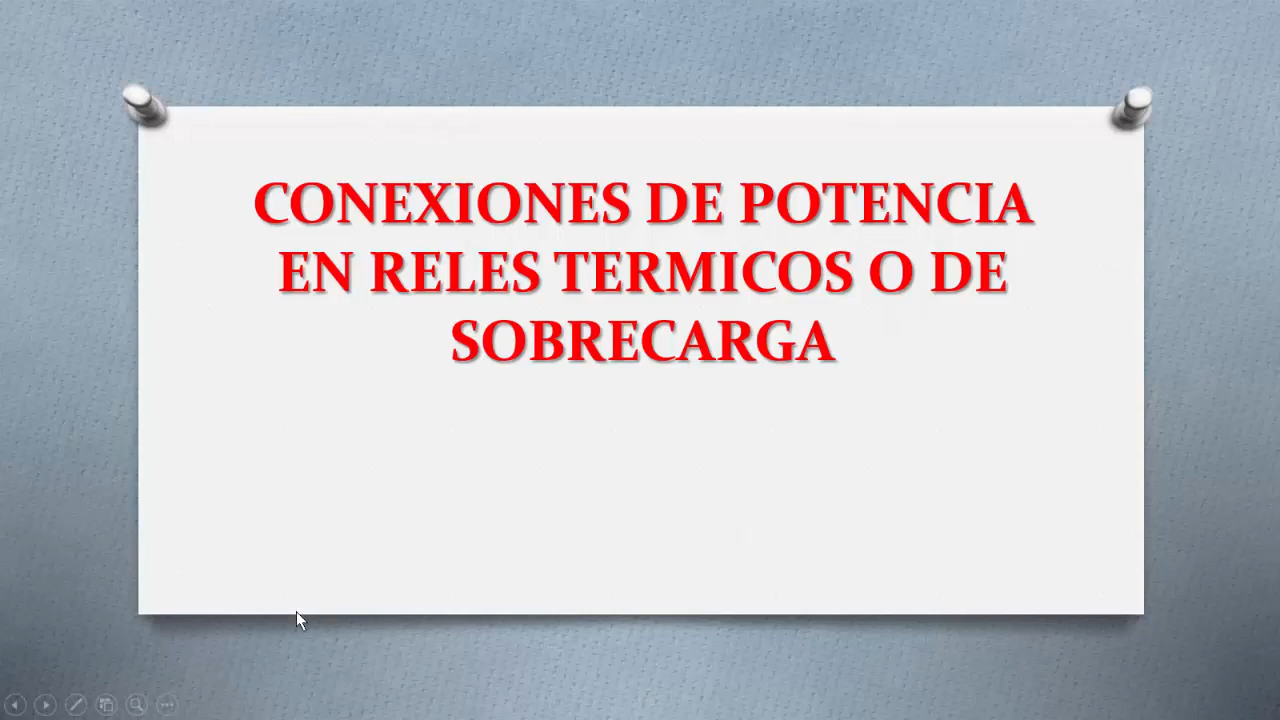 CONEXIONES DE POTENCIA
EN RELES TERMICOS O DE
SOBRECARGA